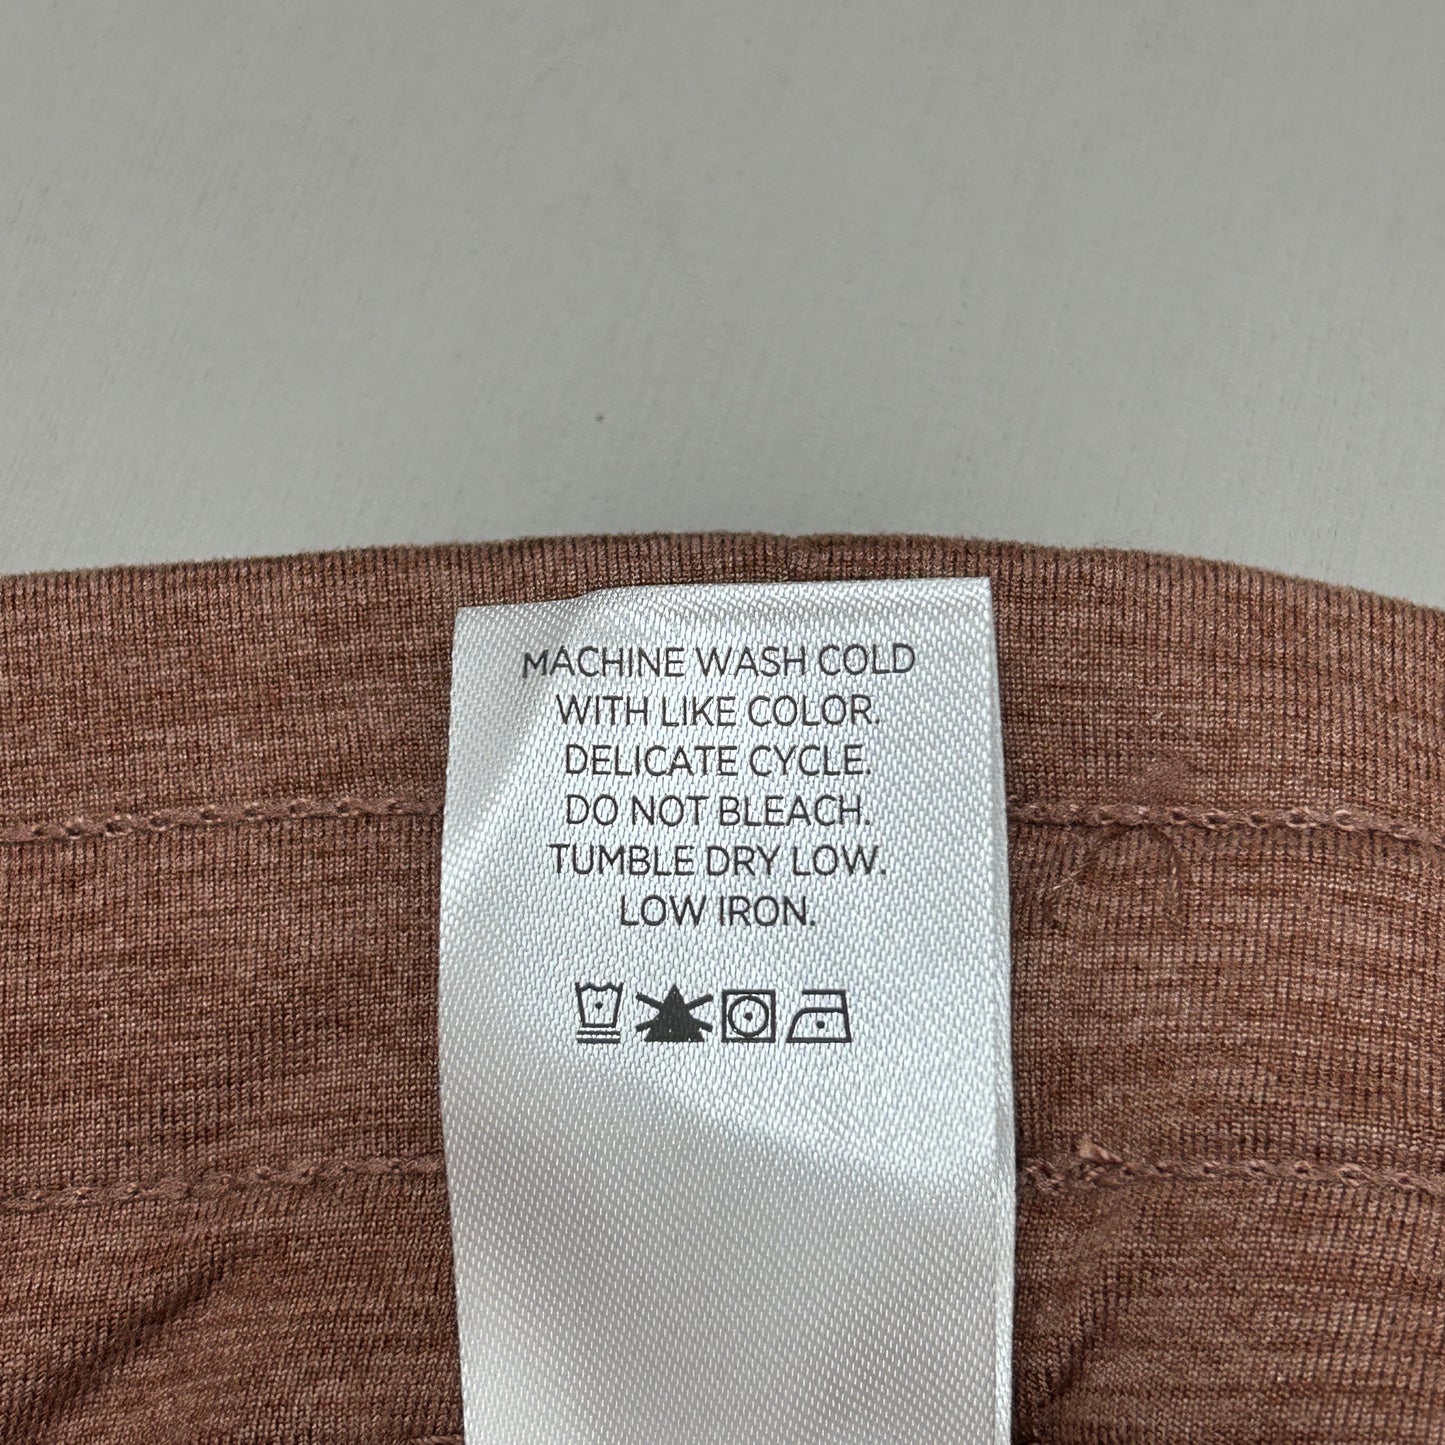 MACHINE WASH COLD
WITH LIKE COLOR.
DELICATE CYCLE.
DO NOT BLEACH.
TUMBLE DRY LOW.
LOW IRON.